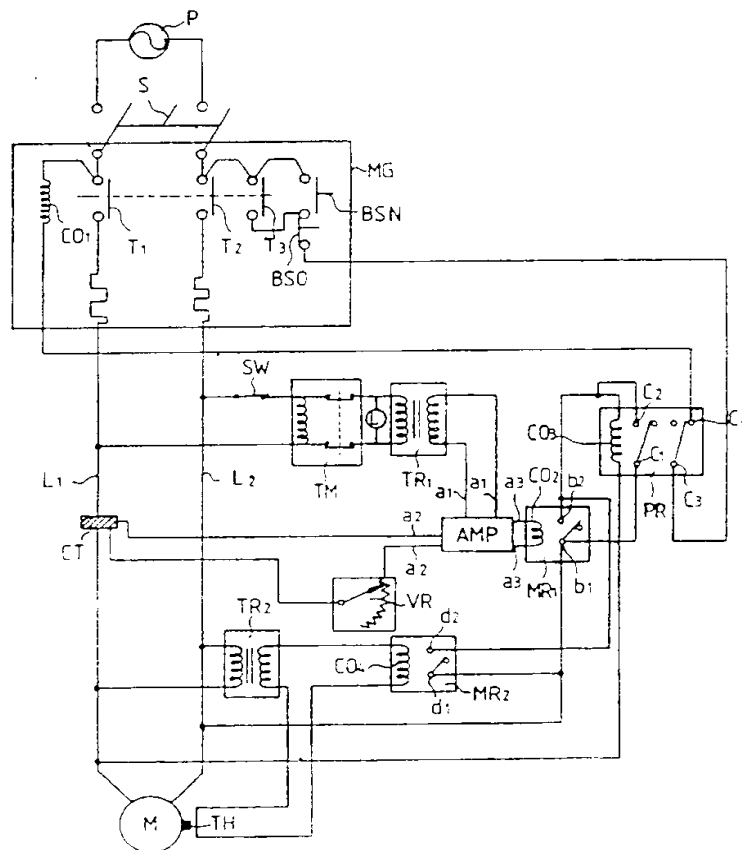 P
S
MG
CO₁
T₁
T₂
T₃
BSN
BSO
SW
L
TM
TR₁
CO₃
C₂
C₁
C₃
PR
L₁
L₂
a₁
a₁
a₃
CO₂
b₂
CT
a₂
a₂
AMP
a₃
MR₁
b₁
VR
TR₂
d₂
CO₄
d₁
MR₂
M
TH